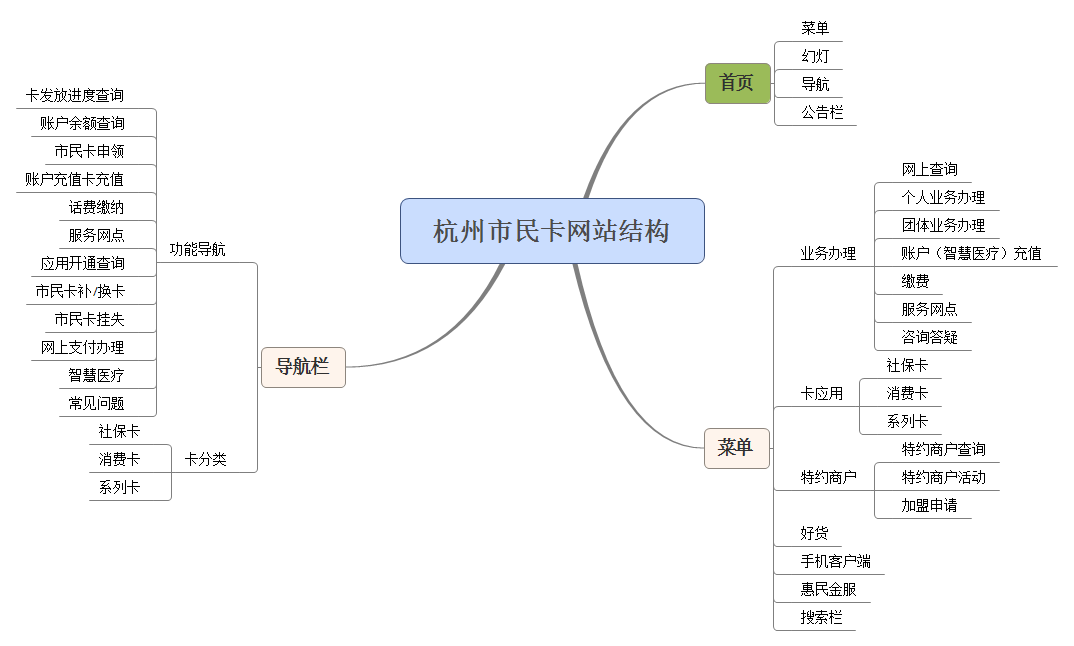 杭州市民卡网站结构
首页
菜单
幻灯
导航
公告栏
菜单
业务办理
网上查询
个人业务办理
团体业务办理
账户（智慧医疗）充值
缴费
服务网点
咨询答疑
卡应用
社保卡
消费卡
系列卡
特约商户
特约商户查询
特约商户活动
加盟申请
好货
手机客户端
惠民金服
搜索栏
导航栏
功能导航
卡发放进度查询
账户余额查询
市民卡申领
账户充值卡充值
话费缴纳
服务网点
应用开通查询
市民卡补/换卡
市民卡挂失
网上支付办理
智慧医疗
常见问题
卡分类
社保卡
消费卡
系列卡